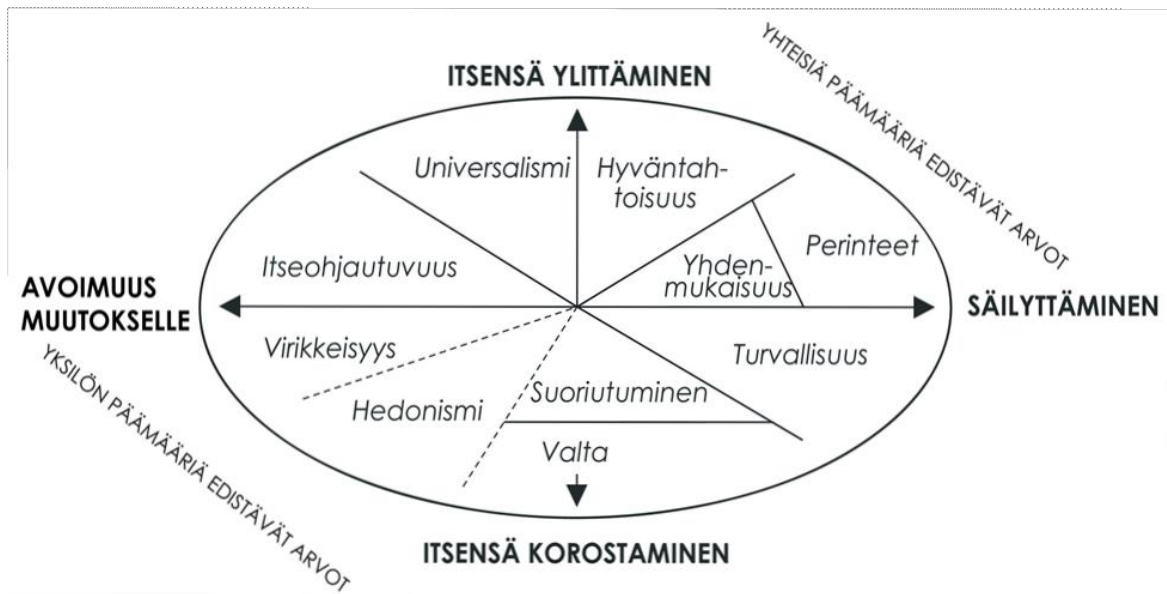 YHTEISIÄ PÄÄMÄÄRIÄ EDISTÄVÄT ARVOT
ITSENSÄ YLITTÄMINEN
Universalismi
Hyväntah-
toisuus
Perinteet
Itseohjautuvuus
Yhden-
mukaisuus
AVOIMUUS
MUUTOKSELLE
SÄILYTTÄMINEN
Virikkeisyys
Turvallisuus
Hedonismi
Suoriutuminen
Valta
YKSILÖN PÄÄMÄÄRIÄ EDISTÄVÄT ARVOT
ITSENSÄ KOROSTAMINEN